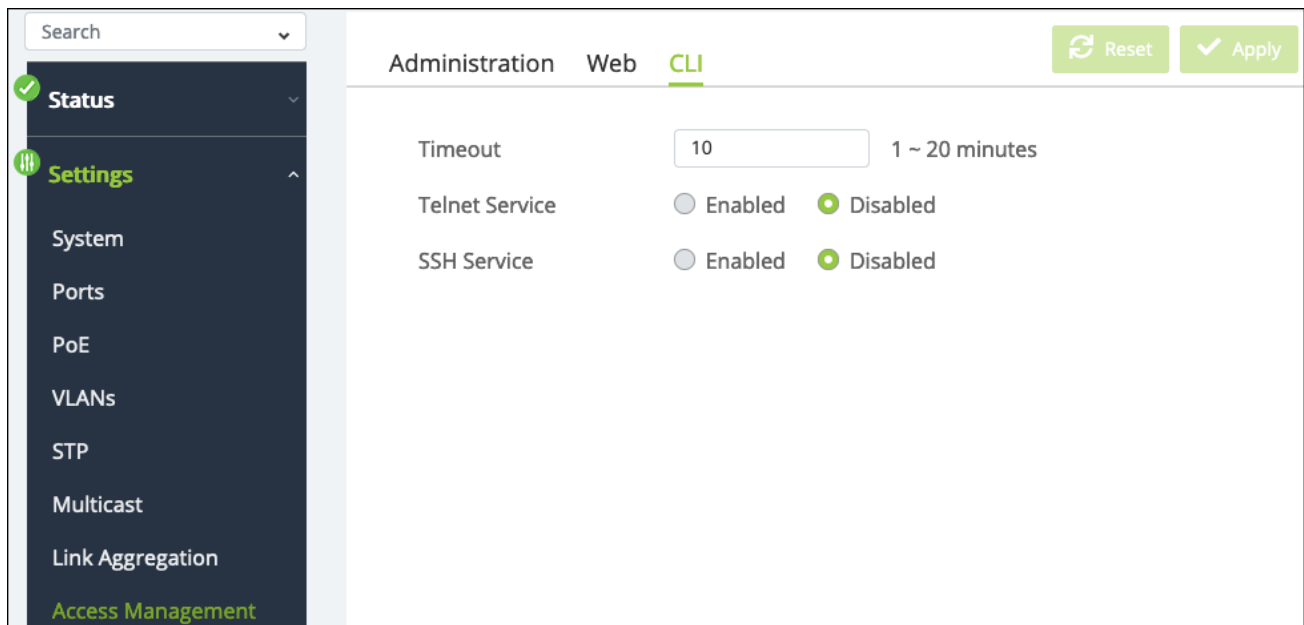 Search
Status
Settings
System
Ports
PoE
VLANs
STP
Multicast
Link Aggregation
Access Management
Administration Web CLI
Reset Apply
Timeout 10 1 ~ 20 minutes
Telnet Service Enabled Disabled
SSH Service Enabled Disabled